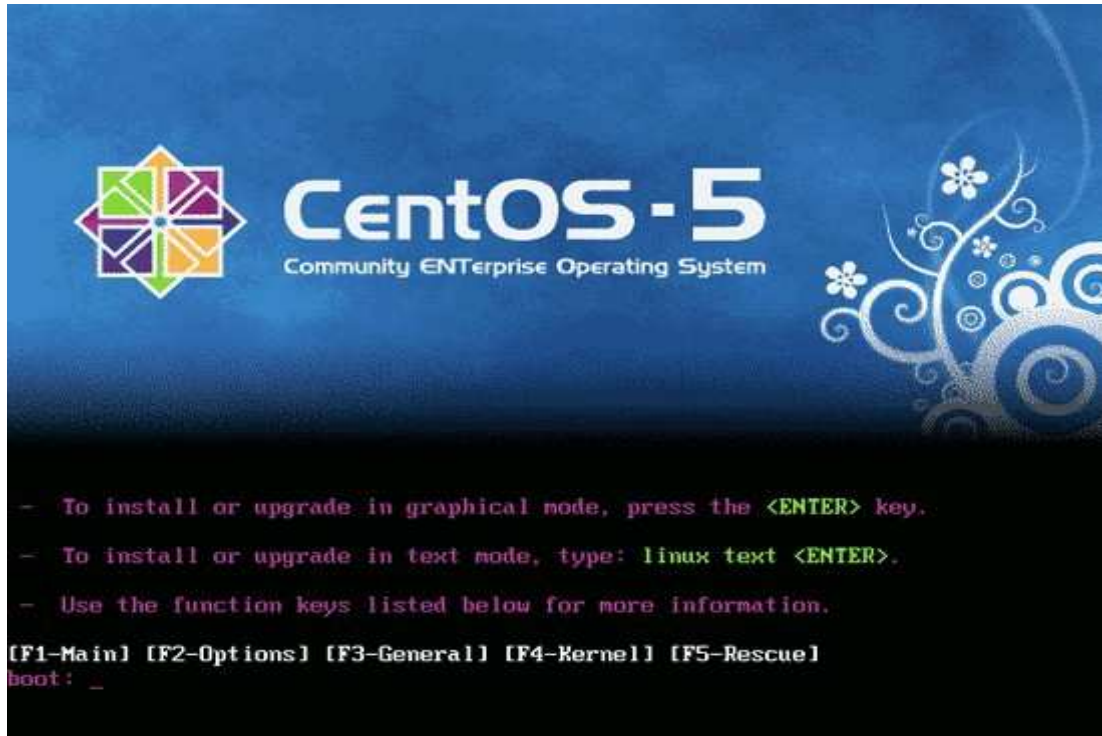 CentOS-5
Community ENTerprise Operating System
- To install or upgrade in graphical mode, press the <ENTER> key.
- To install or upgrade in text mode, type: linux text <ENTER>.
- Use the function keys listed below for more information.
[F1-Main] [F2-Options] [F3-General] [F4-Kernel] [F5-Rescue]
boot: _